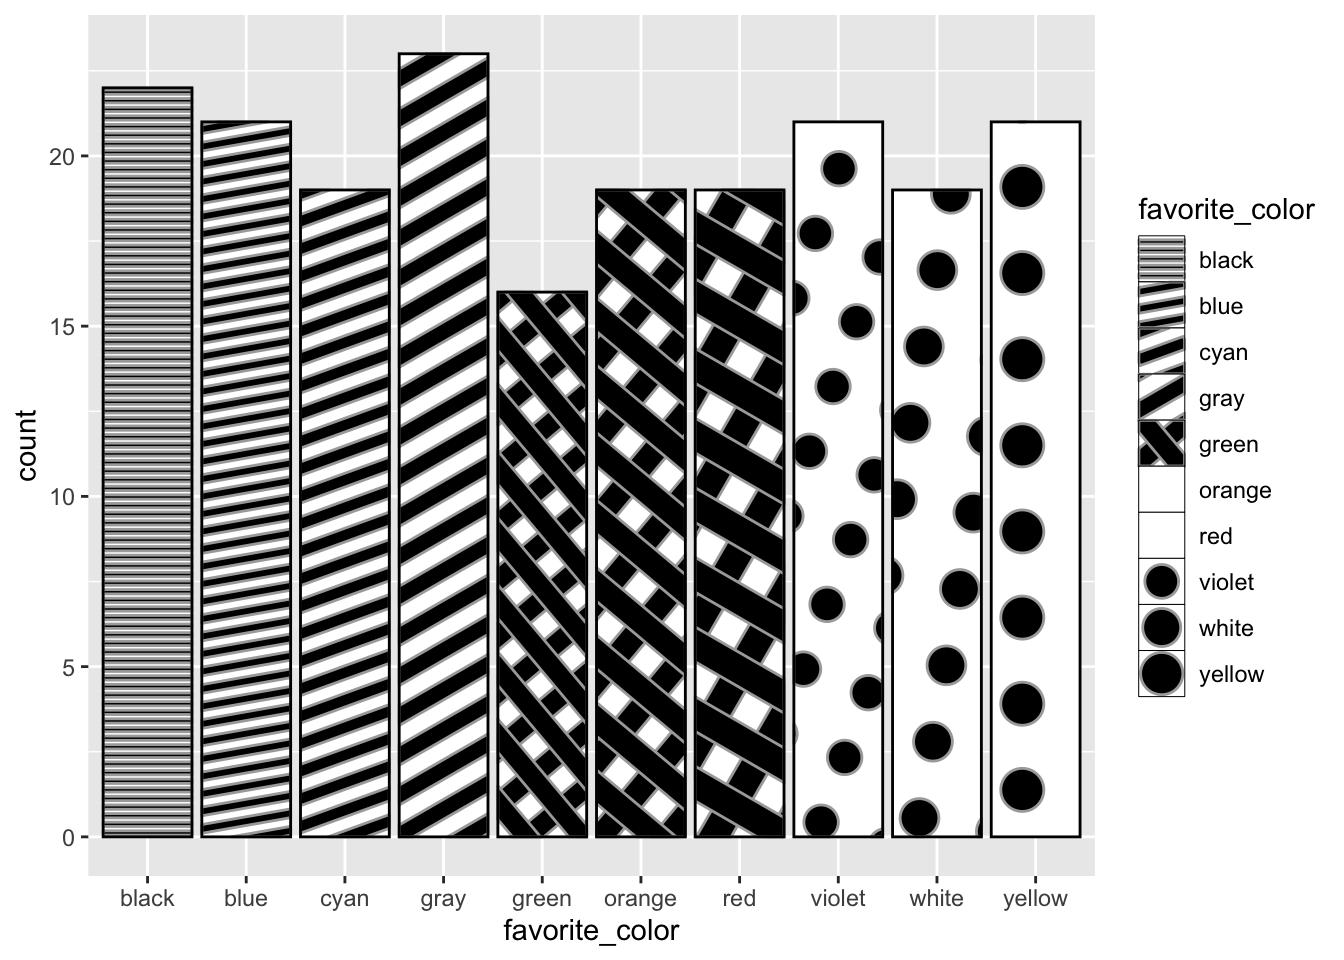 count
20
15
10
5
0
black blue cyan gray green orange red violet white yellow
favorite_color
favorite_color
black
blue
cyan
gray
green
orange
red
violet
white
yellow